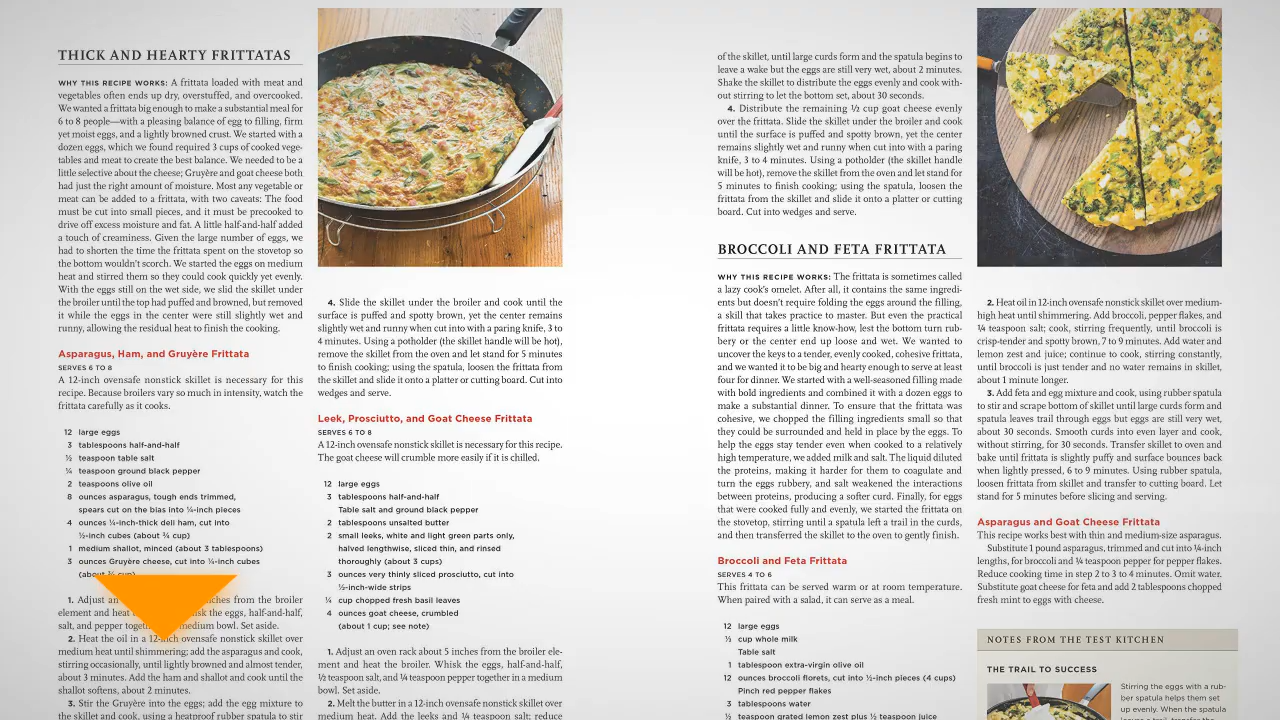 THICK AND HEARTY FRITTATAS
WHY THIS RECIPE WORKS: A frittata loaded with meat and
vegetables often ends up dry, overstuffed, and overcooked.
We wanted a frittata big enough to make a substantial meal for
6 to 8 people—with a pleasing balance of egg to filling, firm
yet moist eggs, and a lightly browned crust. We started with a
dozen eggs, which we found required 3 cups of cooked vege-
tables and meat to create the best balance. We needed to be a
little selective about the cheese; Gruyère and goat cheese both
had just the right amount of moisture. Most any vegetable or
meat can be added to a frittata, with two caveats: The food
must be cut into small pieces, and it must be precooked to
drive off excess moisture and fat. A little half-and-half added
a touch of creaminess. Given the large number of eggs, we
had to shorten the time the frittata spent on the stovetop so
the bottom wouldn't scorch. We started the eggs on medium
heat and stirred them so they could cook quickly yet evenly.
With the eggs still on the wet side, we slid the skillet under
the broiler until the top had puffed and browned, but removed
it while the eggs in the center were still slightly wet and
runny, allowing the residual heat to finish the cooking.
Asparagus, Ham, and Gruyère Frittata
SERVES 6 TO 8
A 12-inch ovensafe nonstick skillet is necessary for this
recipe. Because broilers vary so much in intensity, watch the
frittata carefully as it cooks.
12 large eggs
3 tablespoons half-and-half
½ teaspoon table salt
¼ teaspoon ground black pepper
2 teaspoons olive oil
8 ounces asparagus, tough ends trimmed,
spears cut on the bias into ¼-inch pieces
4 ounces ¼-inch-thick deli ham, cut into
½-inch cubes (about ¾ cup)
1 medium shallot, minced (about 3 tablespoons)
3 ounces Gruyère cheese, cut into ¼-inch cubes
(about ¾ cup)
1. Adjust an inches from the broiler
element and heat whisk the eggs, half-and-half,
salt, and pepper together medium bowl. Set aside.
2. Heat the oil in a 12-inch ovensafe nonstick skillet over
medium heat until shimmering; add the asparagus and cook,
stirring occasionally, until lightly browned and almost tender,
about 3 minutes. Add the ham and shallot and cook until the
shallot softens, about 2 minutes.
3. Stir the Gruyère into the eggs; add the egg mixture to
the skillet and cook, using a heatproof rubber spatula to stir
4. Slide the skillet under the broiler and cook until the
surface is puffed and spotty brown, yet the center remains
slightly wet and runny when cut into with a paring knife, 3 to
4 minutes. Using a potholder (the skillet handle will be hot),
remove the skillet from the oven and let stand for 5 minutes
to finish cooking; using the spatula, loosen the frittata from
the skillet and slide it onto a platter or cutting board. Cut into
wedges and serve.
Leek, Prosciutto, and Goat Cheese Frittata
SERVES 6 TO 8
A 12-inch ovensafe nonstick skillet is necessary for this recipe.
The goat cheese will crumble more easily if it is chilled.
12 large eggs
3 tablespoons half-and-half
Table salt and ground black pepper
2 tablespoons unsalted butter
2 small leeks, white and light green parts only,
halved lengthwise, sliced thin, and rinsed
thoroughly (about 3 cups)
3 ounces very thinly sliced prosciutto, cut into
½-inch-wide strips
¼ cup chopped fresh basil leaves
4 ounces goat cheese, crumbled
(about 1 cup; see note)
1. Adjust an oven rack about 5 inches from the broiler ele-
ment and heat the broiler. Whisk the eggs, half-and-half,
½ teaspoon table salt, and ¼ teaspoon pepper together in a medium
bowl. Set aside.
2. Melt the butter in a 12-inch ovensafe nonstick skillet over
medium heat. Add the leeks and ¼ teaspoon salt; reduce
of the skillet, until large curds form and the spatula begins to
leave a wake but the eggs are still very wet, about 2 minutes.
Shake the skillet to distribute the eggs evenly and cook with-
out stirring to let the bottom set, about 30 seconds.
4. Distribute the remaining ½ cup goat cheese evenly
over the frittata. Slide the skillet under the broiler and cook
until the surface is puffed and spotty brown, yet the center
remains slightly wet and runny when cut into with a paring
knife, 3 to 4 minutes. Using a potholder (the skillet handle
will be hot), remove the skillet from the oven and let stand for
5 minutes to finish cooking; using the spatula, loosen the
frittata from the skillet and slide it onto a platter or cutting
board. Cut into wedges and serve.
BROCCOLI AND FETA FRITTATA
WHY THIS RECIPE WORKS: The frittata is sometimes called
a lazy cook's omelet. After all, it contains the same ingredi-
ents but doesn't require folding the eggs around the filling,
a skill that takes practice to master. But even the practical
frittata requires a little know-how, lest the bottom turn rub-
bery or the center end up loose and wet. We wanted to
uncover the keys to a tender, evenly cooked, cohesive frittata,
and we wanted it to be big and hearty enough to serve at least
four for dinner. We started with a well-seasoned filling made
with bold ingredients and combined it with a dozen eggs to
make a substantial dinner. To ensure that the frittata was
cohesive, we chopped the filling ingredients small so that
they could be surrounded and held in place by the eggs. To
help the eggs stay tender even when cooked to a relatively
high temperature, we added milk and salt. The liquid diluted
the proteins, making it harder for them to coagulate and
turn the eggs rubbery, and salt weakened the interactions
between proteins, producing a softer curd. Finally, for eggs
that were cooked fully and evenly, we started the frittata on
the stovetop, stirring until a spatula left a trail in the curds,
and then transferred the skillet to the oven to gently finish.
Broccoli and Feta Frittata
SERVES 4 TO 6
This frittata can be served warm or at room temperature.
When paired with a salad, it can serve as a meal.
12 large eggs
⅓ cup whole milk
Table salt
1 tablespoon extra-virgin olive oil
12 ounces broccoli florets, cut into ½-inch pieces (4 cups)
Pinch red pepper flakes
3 tablespoons water
½ teaspoon grated lemon zest plus ½ teaspoon juice
2. Heat oil in 12-inch ovensafe nonstick skillet over medium-
high heat until shimmering. Add broccoli, pepper flakes, and
¼ teaspoon salt; cook, stirring frequently, until broccoli is
crisp-tender and spotty brown, 7 to 9 minutes. Add water and
lemon zest and juice; continue to cook, stirring constantly,
until broccoli is just tender and no water remains in skillet,
about 1 minute longer.
3. Add feta and egg mixture and cook, using rubber spatula
to stir and scrape bottom of skillet until large curds form and
spatula leaves trail through eggs but eggs are still very wet,
about 30 seconds. Smooth curds into even layer and cook,
without stirring, for 30 seconds. Transfer skillet to oven and
bake until frittata is slightly puffy and surface bounces back
when lightly pressed, 6 to 9 minutes. Using rubber spatula,
loosen frittata from skillet and transfer to cutting board. Let
stand for 5 minutes before slicing and serving.
Asparagus and Goat Cheese Frittata
This recipe works best with thin and medium-size asparagus.
Substitute 1 pound asparagus, trimmed and cut into ¼-inch
lengths, for broccoli and ¼ teaspoon pepper for pepper flakes.
Reduce cooking time in step 2 to 3 to 4 minutes. Omit water.
Substitute goat cheese for feta and add 2 tablespoons chopped
fresh mint to eggs with cheese.
NOTES FROM THE TEST KITCHEN
THE TRAIL TO SUCCESS
Stirring the eggs with a rub-
ber spatula helps them set
up evenly. When the spatula